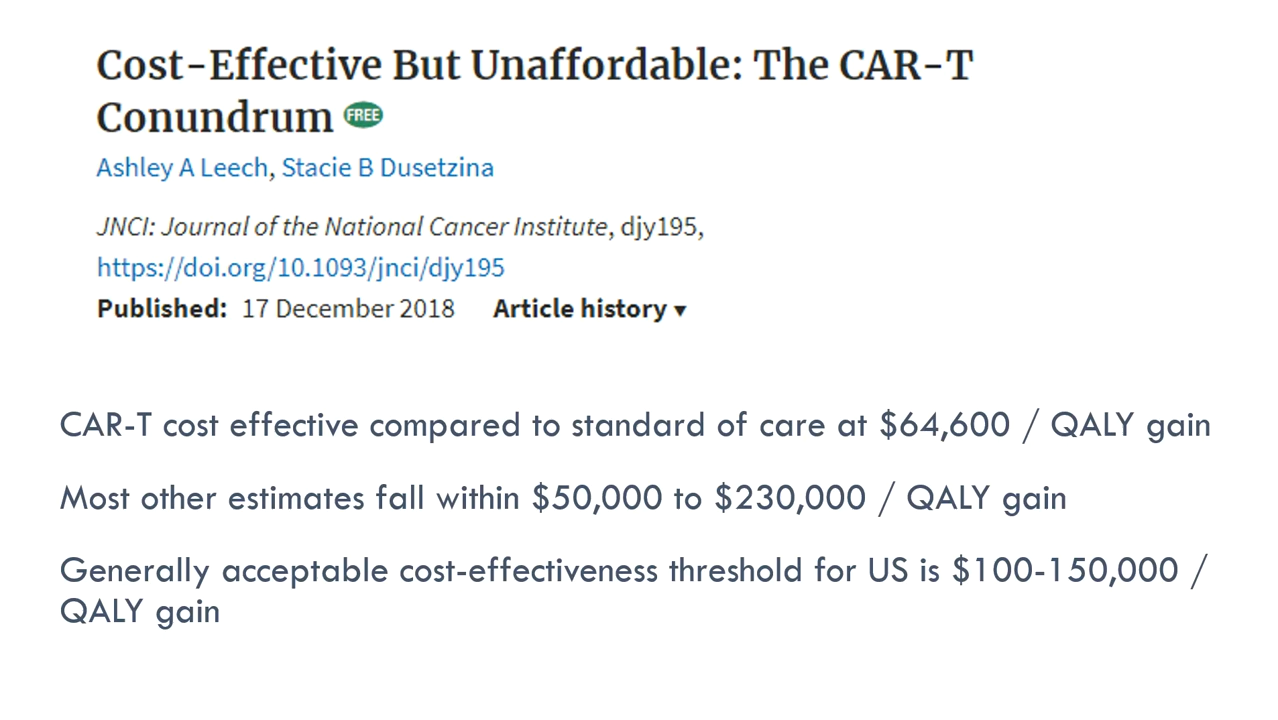 Cost-Effective But Unaffordable: The CAR-T
Conundrum FREE
Ashley A Leech, Stacie B Dusetzina
JNCI: Journal of the National Cancer Institute, djy195,
https://doi.org/10.1093/jnci/djy195
Published: 17 December 2018 Article history ▾
CAR-T cost effective compared to standard of care at $64,600 / QALY gain
Most other estimates fall within $50,000 to $230,000 / QALY gain
Generally acceptable cost-effectiveness threshold for US is $100-150,000 /
QALY gain